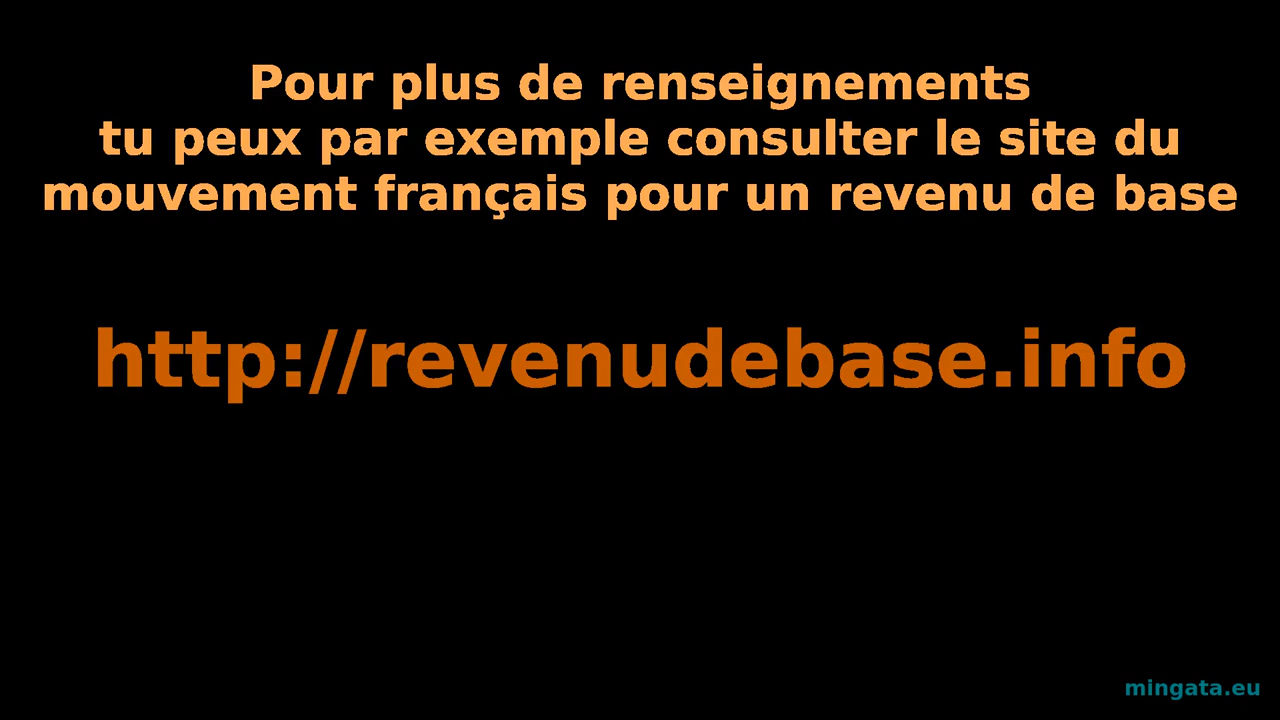 Pour plus de renseignements
tu peux par exemple consulter le site du
mouvement français pour un revenu de base
http://revenudebase.info
mingata.eu